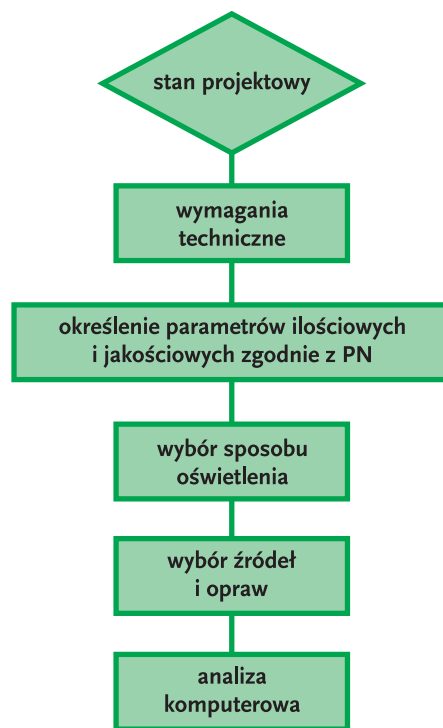 stan projektowy
wymagania
techniczne
określenie parametrów ilościowych
i jakościowych zgodnie z PN
wybór sposobu
oświetlenia
wybór źródeł
i opraw
analiza
komputerowa